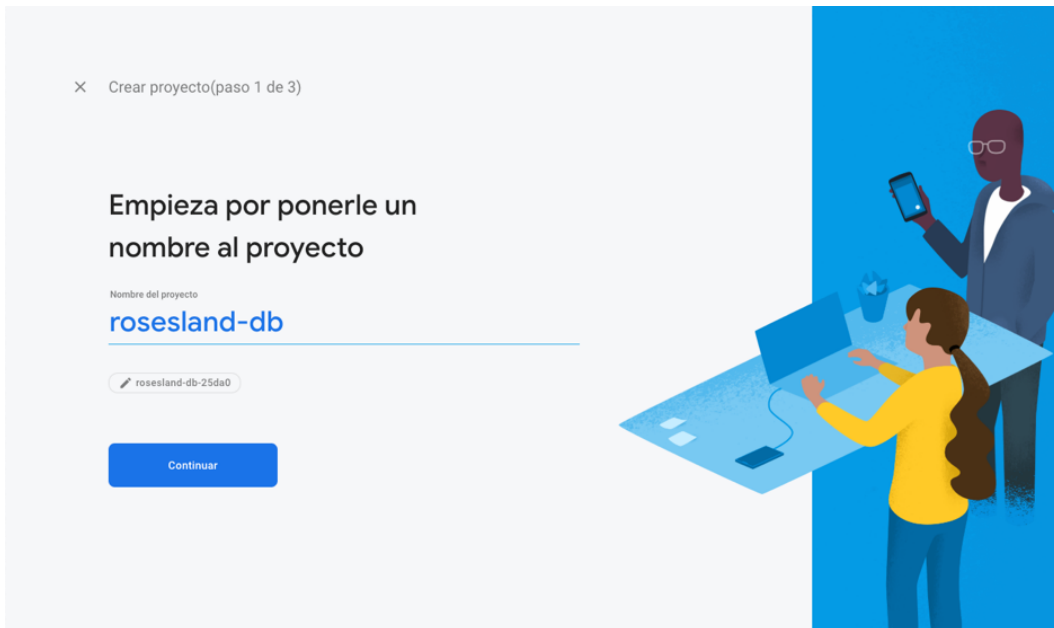 Crear proyecto(paso 1 de 3)
Empieza por ponerle un
nombre al proyecto
Nombre del proyecto
rosesland-db
rosesland-db-25da0
Continuar